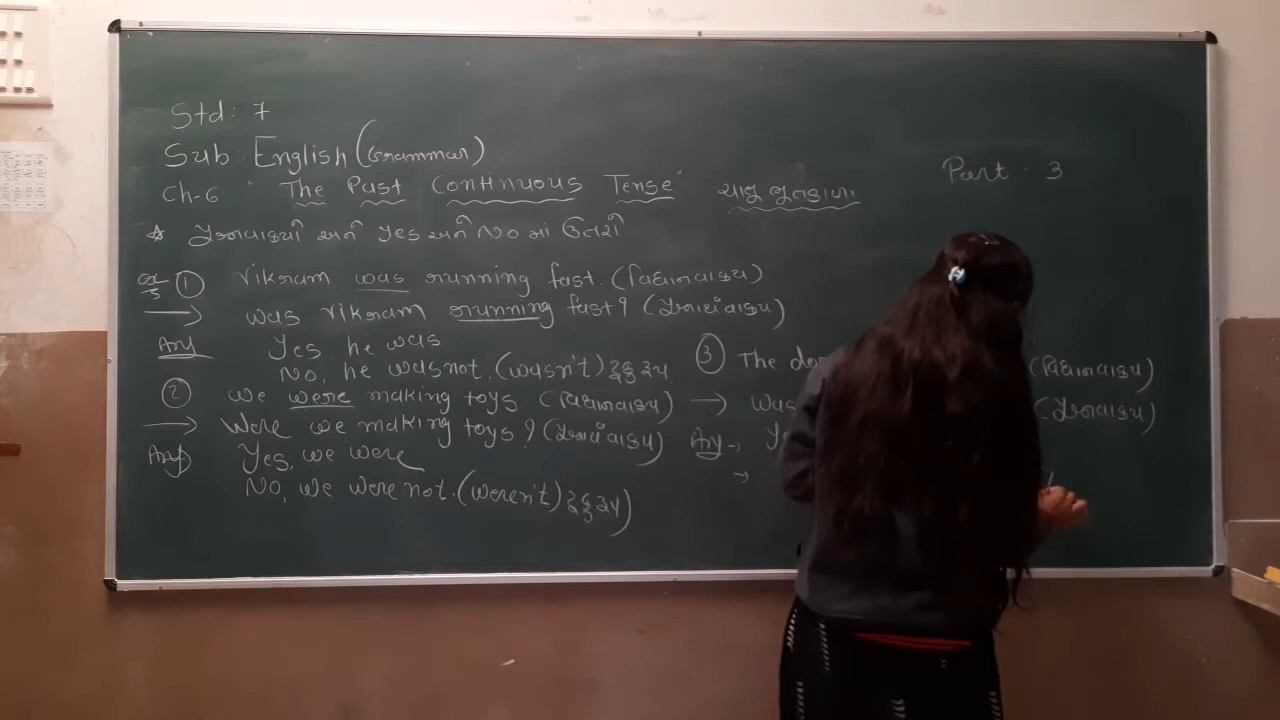 Std: 7
Sub: English (Grammar)
Ch-6 "The Past Continuous Tense" ચાલુ ભૂતકાળ
Part - 3
* પ્રશ્નવાક્યો અને Yes અને No માં ઉત્તરો.
① Vikram was running fast. (વિધાનવાક્ય)
→ Was Vikram running fast? (પ્રશ્નાર્થવાક્ય)
Ans Yes, he was
No, he was not. (wasn't) ટૂંકુરૂપ
② We were making toys. (વિધાનવાક્ય)
→ Were we making toys? (પ્રશ્નાર્થવાક્ય)
Ans Yes, we were
No, we were not. (weren't) ટૂંકુરૂપ)
③ The (વિધાનવાક્ય)
→ Was (પ્રશ્નવાક્ય)
Ans →
→